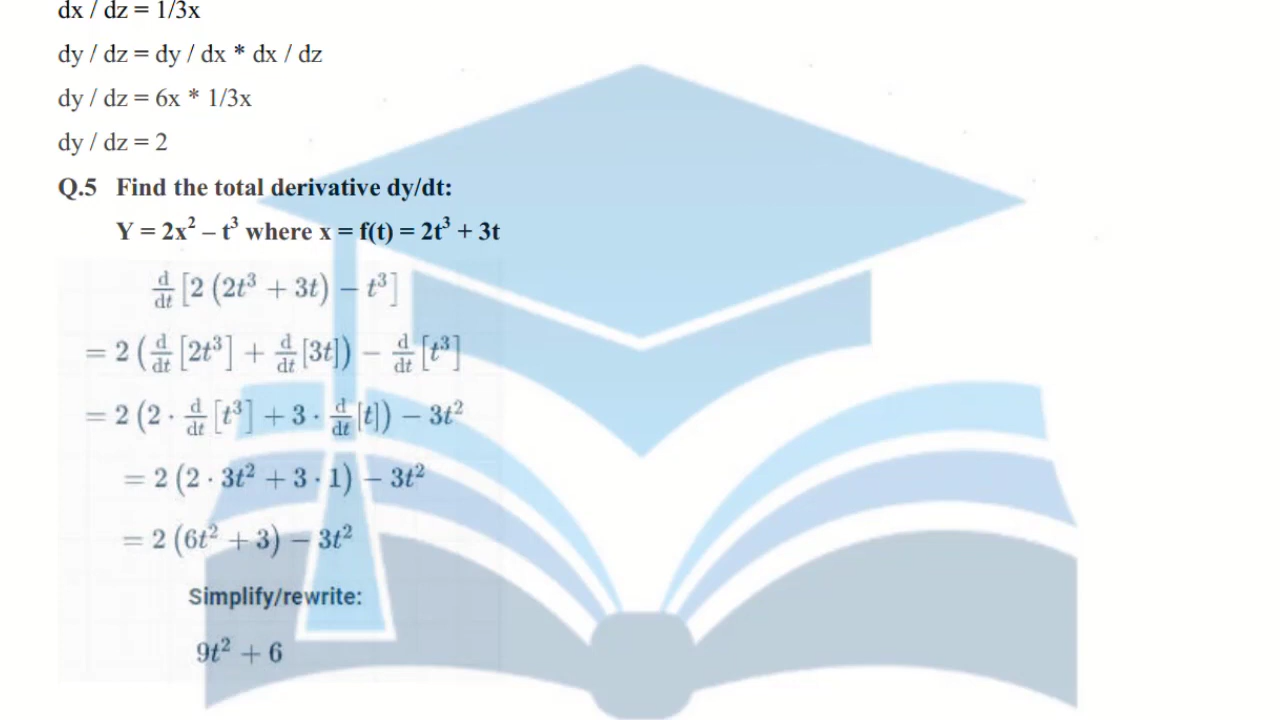 dx / dz = 1/3x
dy / dz = dy / dx * dx / dz
dy / dz = 6x * 1/3x
dy / dz = 2
Q.5 Find the total derivative dy/dt:
Y = 2x² – t³ where x = f(t) = 2t³ + 3t
d/dt [2 (2t³ + 3t) − t³]
= 2 (d/dt [2t³] + d/dt [3t]) − d/dt [t³]
= 2 (2 · d/dt [t³] + 3 · d/dt [t]) − 3t²
= 2 (2 · 3t² + 3 · 1) − 3t²
= 2 (6t² + 3) − 3t²
Simplify/rewrite:
9t² + 6